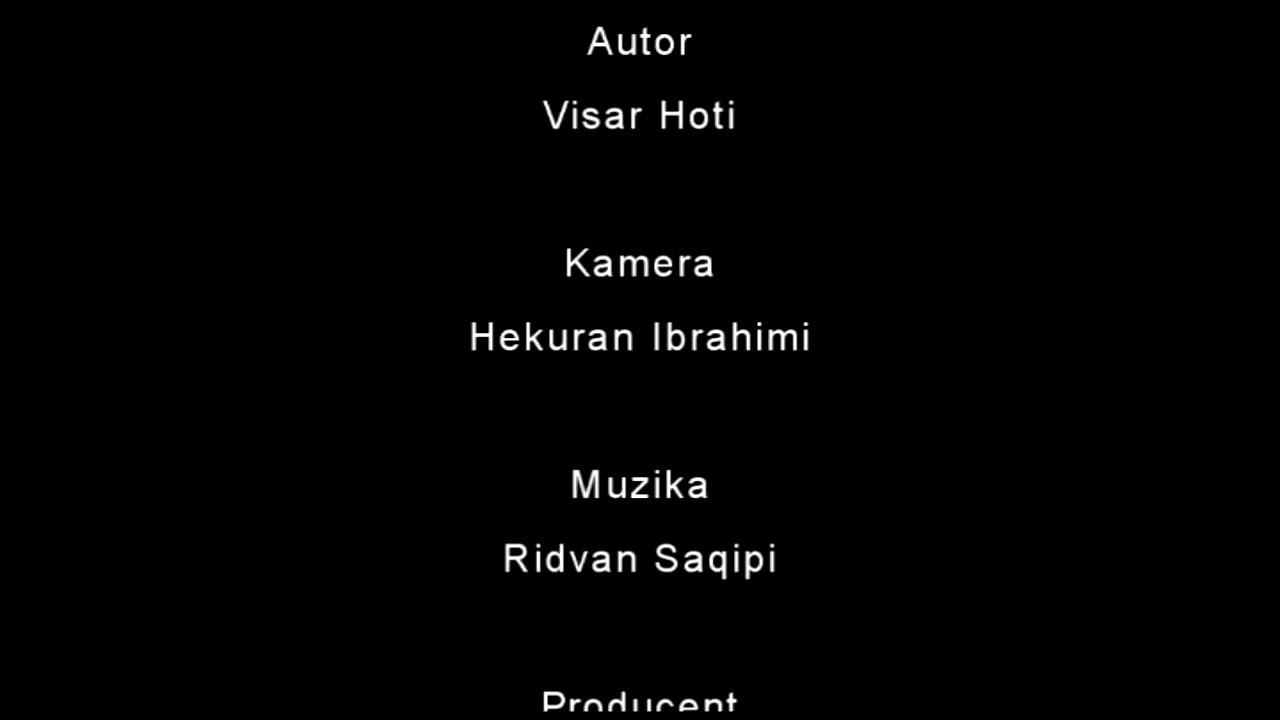 Autor
Visar Hoti
Kamera
Hekuran Ibrahimi
Muzika
Ridvan Saqipi
Producent